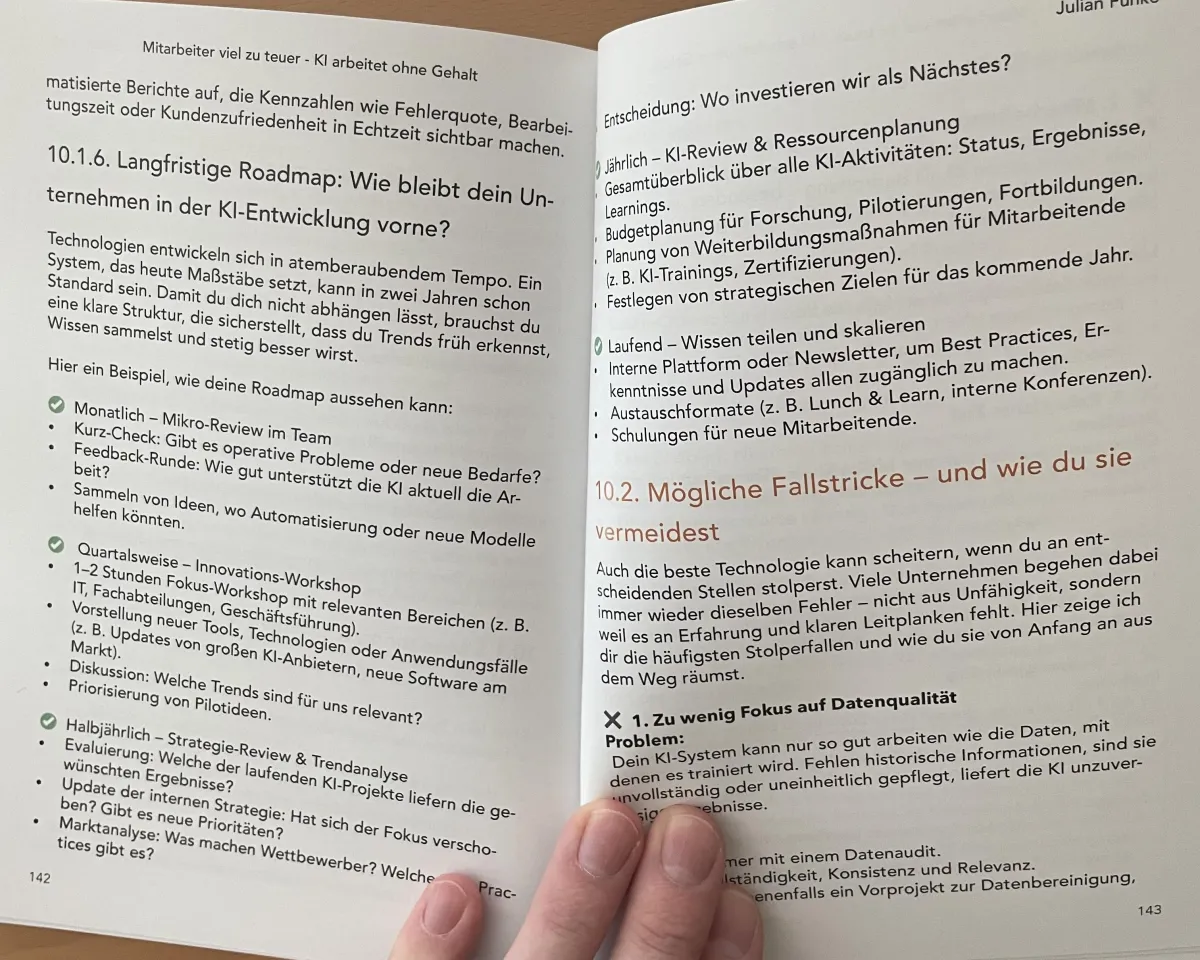 Mitarbeiter viel zu teuer - KI arbeitet ohne Gehalt
matisierte Berichte auf, die Kennzahlen wie Fehlerquote, Bearbei-
tungszeit oder Kundenzufriedenheit in Echtzeit sichtbar machen.
10.1.6. Langfristige Roadmap: Wie bleibt dein Un-
ternehmen in der KI-Entwicklung vorne?
Technologien entwickeln sich in atemberaubendem Tempo. Ein
System, das heute Maßstäbe setzt, kann in zwei Jahren schon
Standard sein. Damit du dich nicht abhängen lässt, brauchst du
eine klare Struktur, die sicherstellt, dass du Trends früh erkennst,
Wissen sammelst und stetig besser wirst.
Hier ein Beispiel, wie deine Roadmap aussehen kann:
✅ Monatlich – Mikro-Review im Team
• Kurz-Check: Gibt es operative Probleme oder neue Bedarfe?
• Feedback-Runde: Wie gut unterstützt die KI aktuell die Ar-
beit?
• Sammeln von Ideen, wo Automatisierung oder neue Modelle
helfen könnten.
✅ Quartalsweise – Innovations-Workshop
• 1–2 Stunden Fokus-Workshop mit relevanten Bereichen (z. B.
IT, Fachabteilungen, Geschäftsführung).
• Vorstellung neuer Tools, Technologien oder Anwendungsfälle
(z. B. Updates von großen KI-Anbietern, neue Software am
Markt).
• Diskussion: Welche Trends sind für uns relevant?
• Priorisierung von Pilotideen.
✅ Halbjährlich – Strategie-Review & Trendanalyse
• Evaluierung: Welche der laufenden KI-Projekte liefern die ge-
wünschten Ergebnisse?
• Update der internen Strategie: Hat sich der Fokus verscho-
ben? Gibt es neue Prioritäten?
• Marktanalyse: Was machen Wettbewerber? Welche Prac-
tices gibt es?
142
Julian
Entscheidung: Wo investieren wir als Nächstes?
✅ Jährlich – KI-Review & Ressourcenplanung
• Gesamtüberblick über alle KI-Aktivitäten: Status, Ergebnisse,
Learnings.
• Budgetplanung für Forschung, Pilotierungen, Fortbildungen.
• Planung von Weiterbildungsmaßnahmen für Mitarbeitende
(z. B. KI-Trainings, Zertifizierungen).
• Festlegen von strategischen Zielen für das kommende Jahr.
✅ Laufend – Wissen teilen und skalieren
• Interne Plattform oder Newsletter, um Best Practices, Er-
kenntnisse und Updates allen zugänglich zu machen.
• Austauschformate (z. B. Lunch & Learn, interne Konferenzen).
• Schulungen für neue Mitarbeitende.
10.2. Mögliche Fallstricke – und wie du sie
vermeidest
Auch die beste Technologie kann scheitern, wenn du an ent-
scheidenden Stellen stolperst. Viele Unternehmen begehen dabei
immer wieder dieselben Fehler – nicht aus Unfähigkeit, sondern
weil es an Erfahrung und klaren Leitplanken fehlt. Hier zeige ich
dir die häufigsten Stolperfallen und wie du sie von Anfang an aus
dem Weg räumst.
✕ 1. Zu wenig Fokus auf Datenqualität
Problem:
Dein KI-System kann nur so gut arbeiten wie die Daten, mit
denen es trainiert wird. Fehlen historische Informationen, sind sie
unvollständig oder uneinheitlich gepflegt, liefert die KI unzuver-
mit einem Datenaudit.
Konsistenz und Relevanz.
ein Vorprojekt zur Datenbereinigung,
143